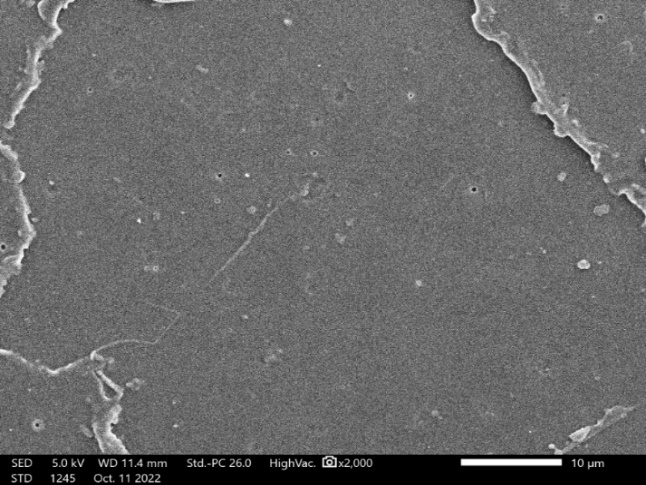 SED 5.0 kV WD 11.4 mm Std.-PC 26.0 HighVac. x2,000 10 µm
STD 1245 Oct. 11 2022